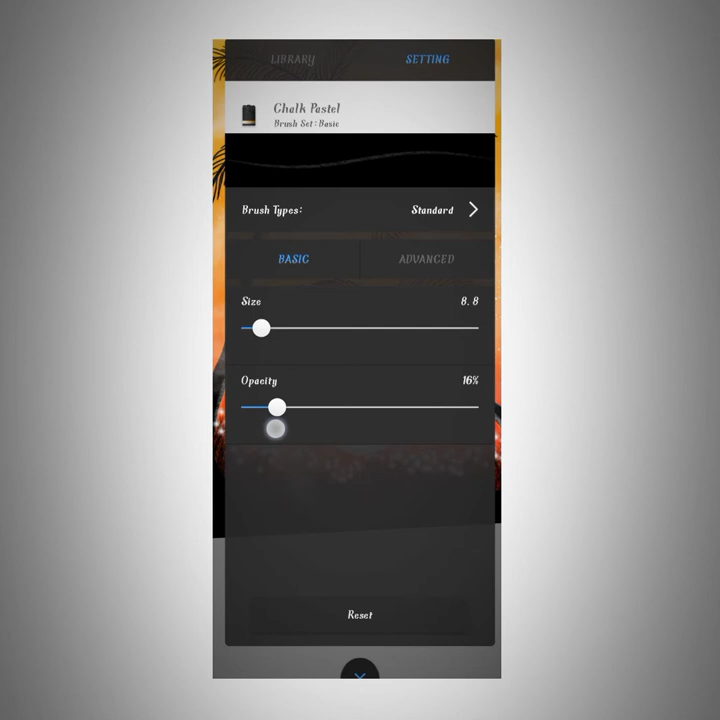 LIBRARY SETTING
Chalk Pastel
Brush Set: Basic
Brush Types: Standard
BASIC ADVANCED
Size 8.8
Opacity 16%
Reset